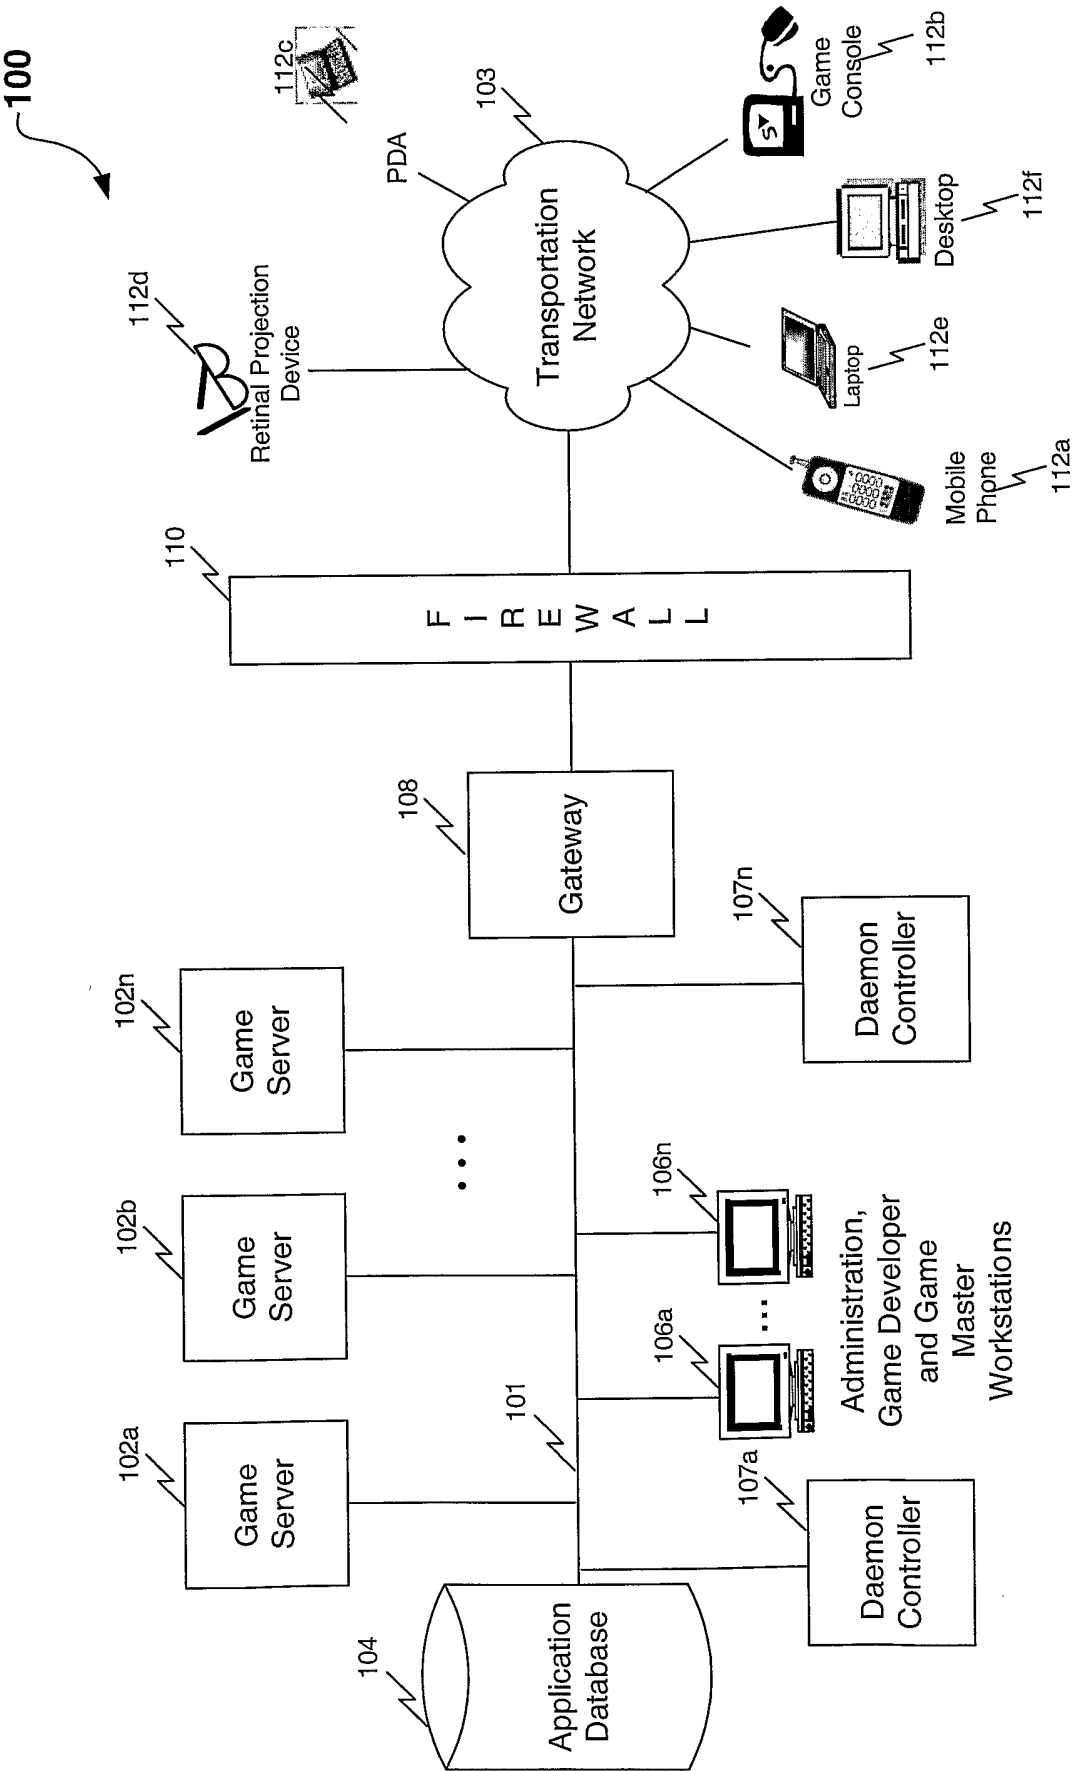 100
102a
Game
Server
102b
Game
Server
102n
Game
Server
112d
Retinal Projection
Device
112c
PDA
110
FIREWALL
103
Transportation
Network
104
Application
Database
101
108
Gateway
107a
Daemon
Controller
106a
106n
Administration,
Game Developer
and Game
Master
Workstations
107n
Daemon
Controller
Mobile
Phone
112a
Laptop
112e
Desktop
112f
Game
Console
112b